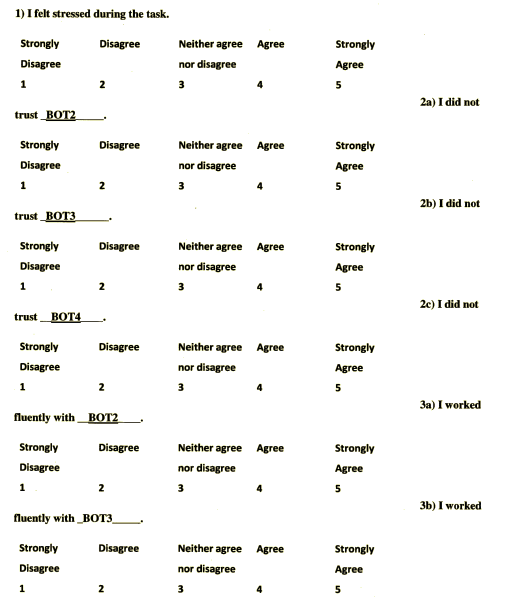 1) I felt stressed during the task.
Strongly Disagree Neither agree Agree Strongly
Disagree nor disagree Agree
1 2 3 4 5
2a) I did not
trust _BOT2____.
Strongly Disagree Neither agree Agree Strongly
Disagree nor disagree Agree
1 2 3 4 5
2b) I did not
trust _BOT3_____.
Strongly Disagree Neither agree Agree Strongly
Disagree nor disagree Agree
1 2 3 4 5
2c) I did not
trust __BOT4____.
Strongly Disagree Neither agree Agree Strongly
Disagree nor disagree Agree
1 2 3 4 5
3a) I worked
fluently with __BOT2____.
Strongly Disagree Neither agree Agree Strongly
Disagree nor disagree Agree
1 2 3 4 5
3b) I worked
fluently with _BOT3_____.
Strongly Disagree Neither agree Agree Strongly
Disagree nor disagree Agree
1 2 3 4 5